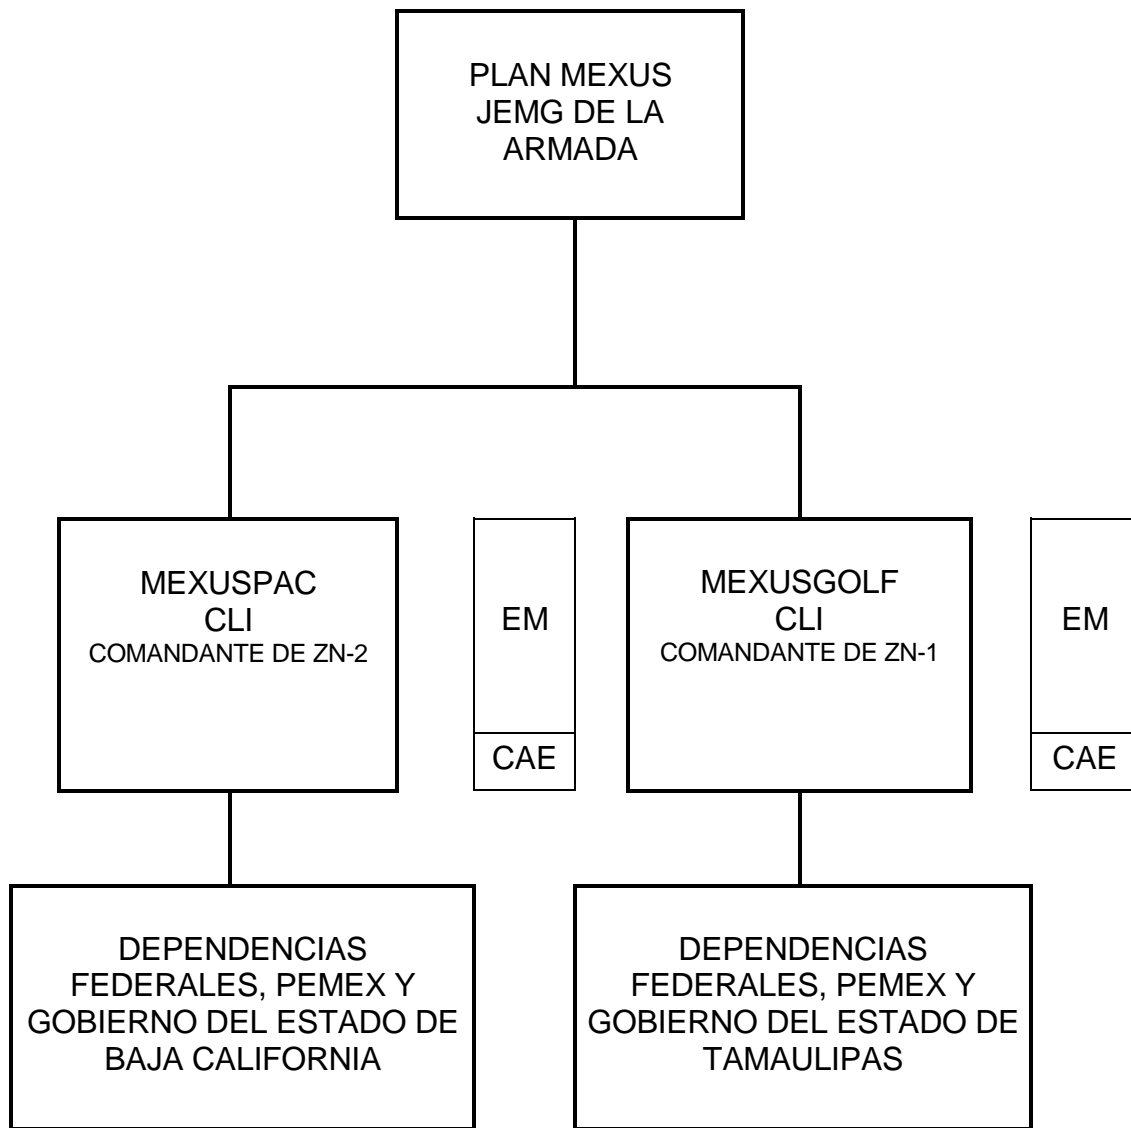 PLAN MEXUS
JEMG DE LA
ARMADA
MEXUSPAC
CLI
COMANDANTE DE ZN-2
EM
CAE
MEXUSGOLF
CLI
COMANDANTE DE ZN-1
EM
CAE
DEPENDENCIAS
FEDERALES, PEMEX Y
GOBIERNO DEL ESTADO DE
BAJA CALIFORNIA
DEPENDENCIAS
FEDERALES, PEMEX Y
GOBIERNO DEL ESTADO DE
TAMAULIPAS